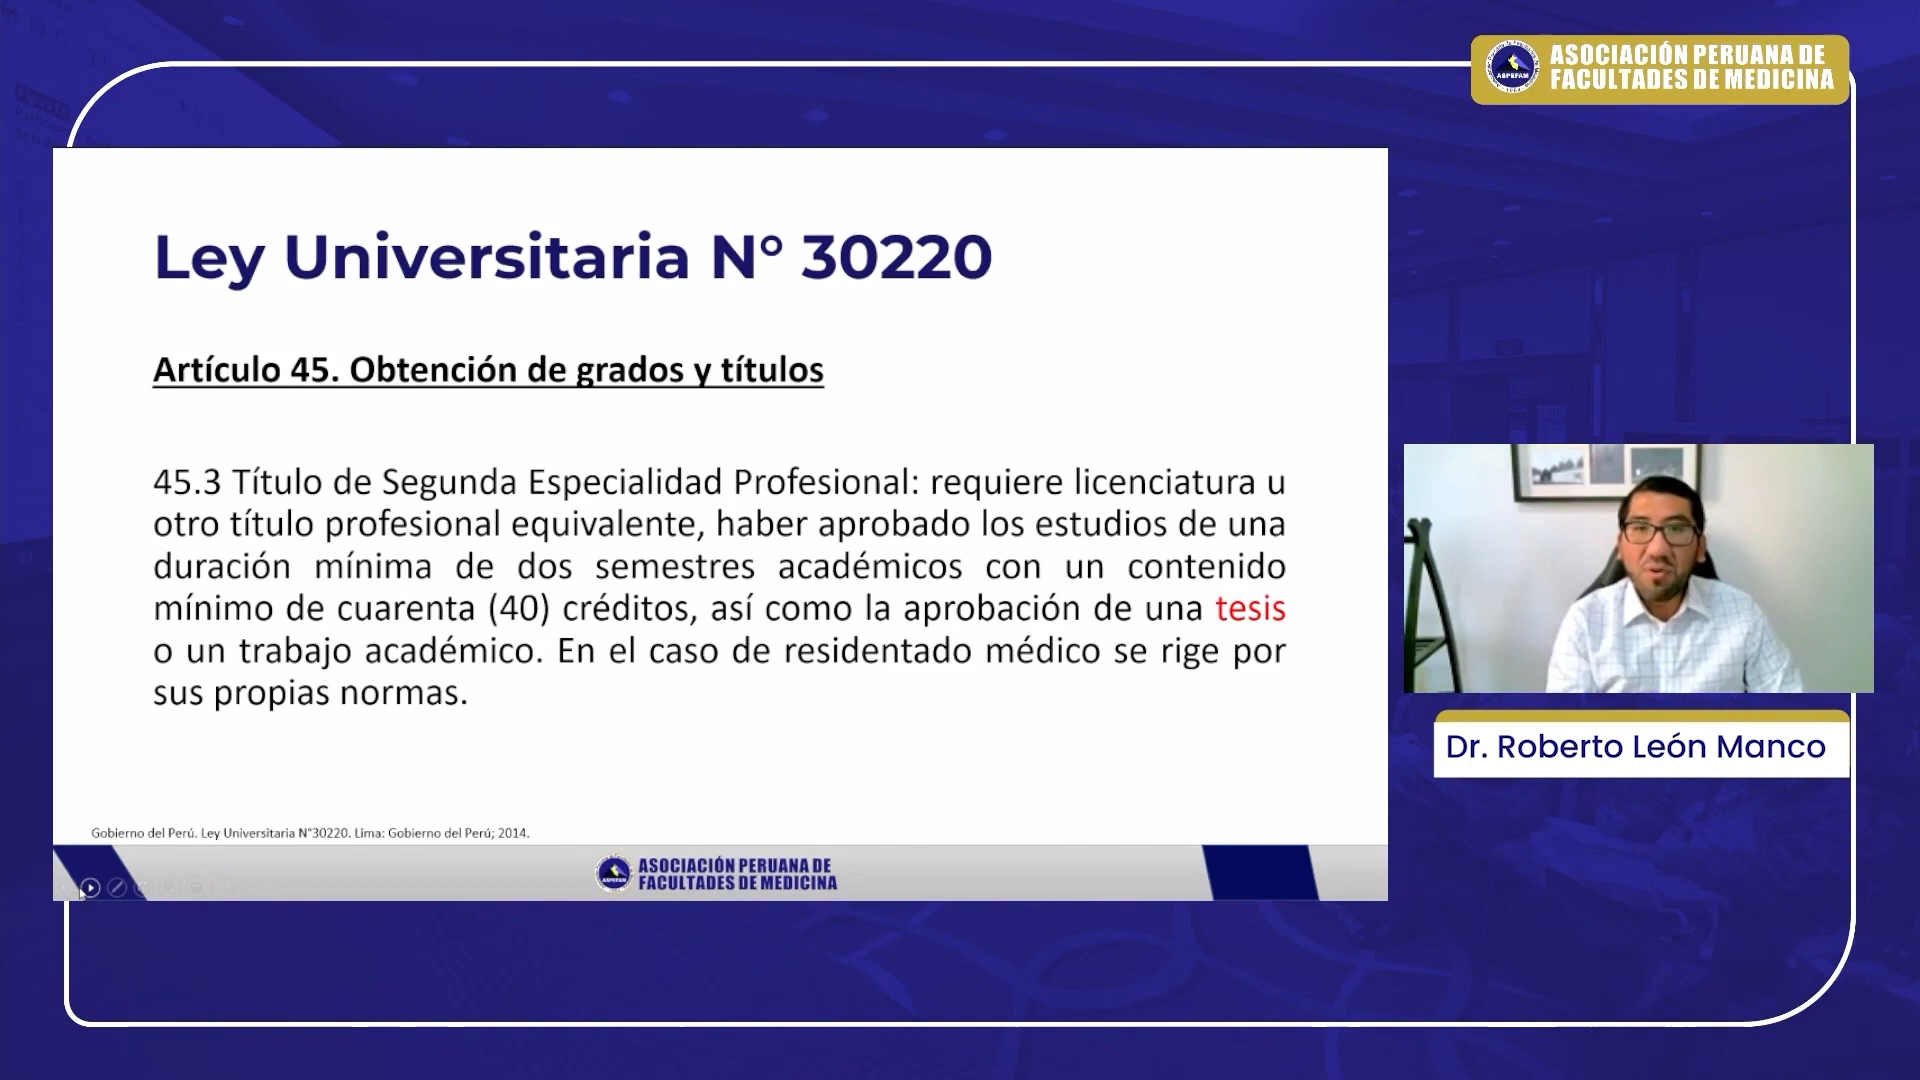 ASOCIACIÓN PERUANA DE
FACULTADES DE MEDICINA
ASPEFAM
Ley Universitaria N° 30220
Artículo 45. Obtención de grados y títulos
45.3 Título de Segunda Especialidad Profesional: requiere licenciatura u
otro título profesional equivalente, haber aprobado los estudios de una
duración mínima de dos semestres académicos con un contenido
mínimo de cuarenta (40) créditos, así como la aprobación de una tesis
o un trabajo académico. En el caso de residentado médico se rige por
sus propias normas.
Gobierno del Perú. Ley Universitaria N°30220. Lima: Gobierno del Perú; 2014.
ASOCIACIÓN PERUANA DE
FACULTADES DE MEDICINA
Dr. Roberto León Manco